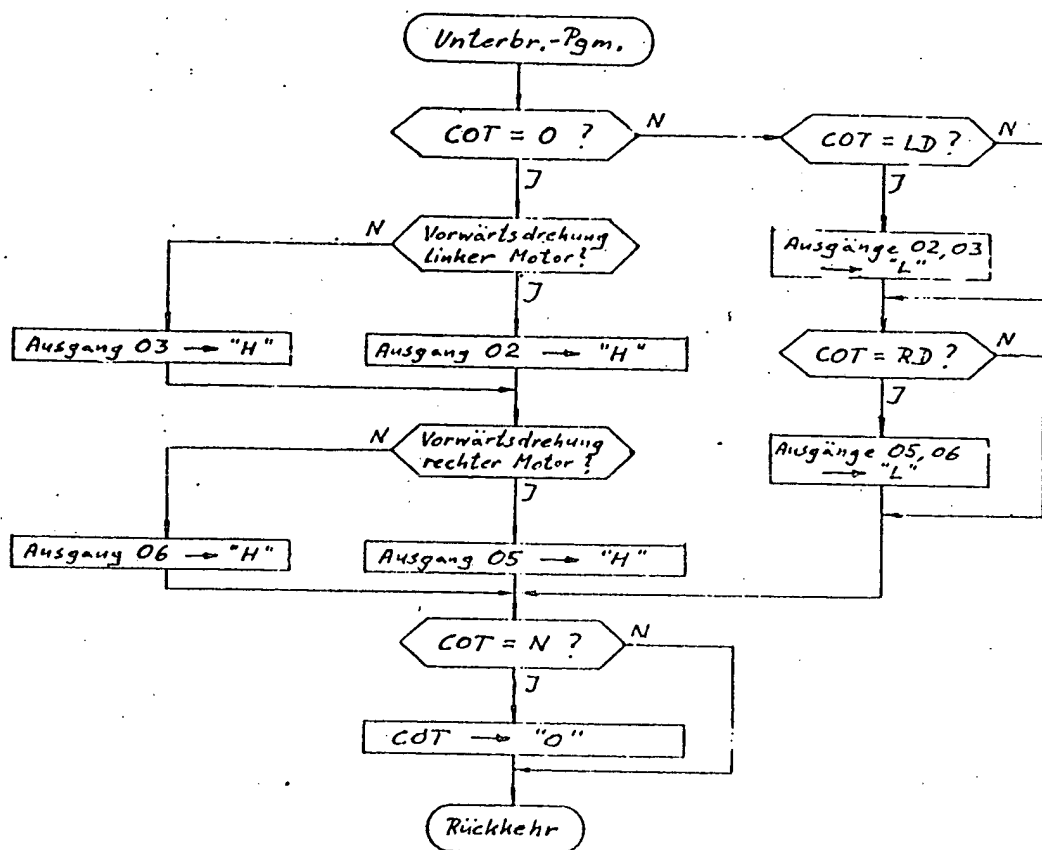 Unterbr.-Pgm.
COT = 0 ?
N
J
COT = LD ?
N
J
Vorwärtsdrehung
linker Motor?
N
J
Ausgänge 02, 03
→ "L"
Ausgang 03 → "H"
Ausgang 02 → "H"
COT = RD ?
N
J
Vorwärtsdrehung
rechter Motor?
N
J
Ausgänge 05, 06
→ "L"
Ausgang 06 → "H"
Ausgang 05 → "H"
COT = N ?
N
J
COT → "0"
Rückkehr